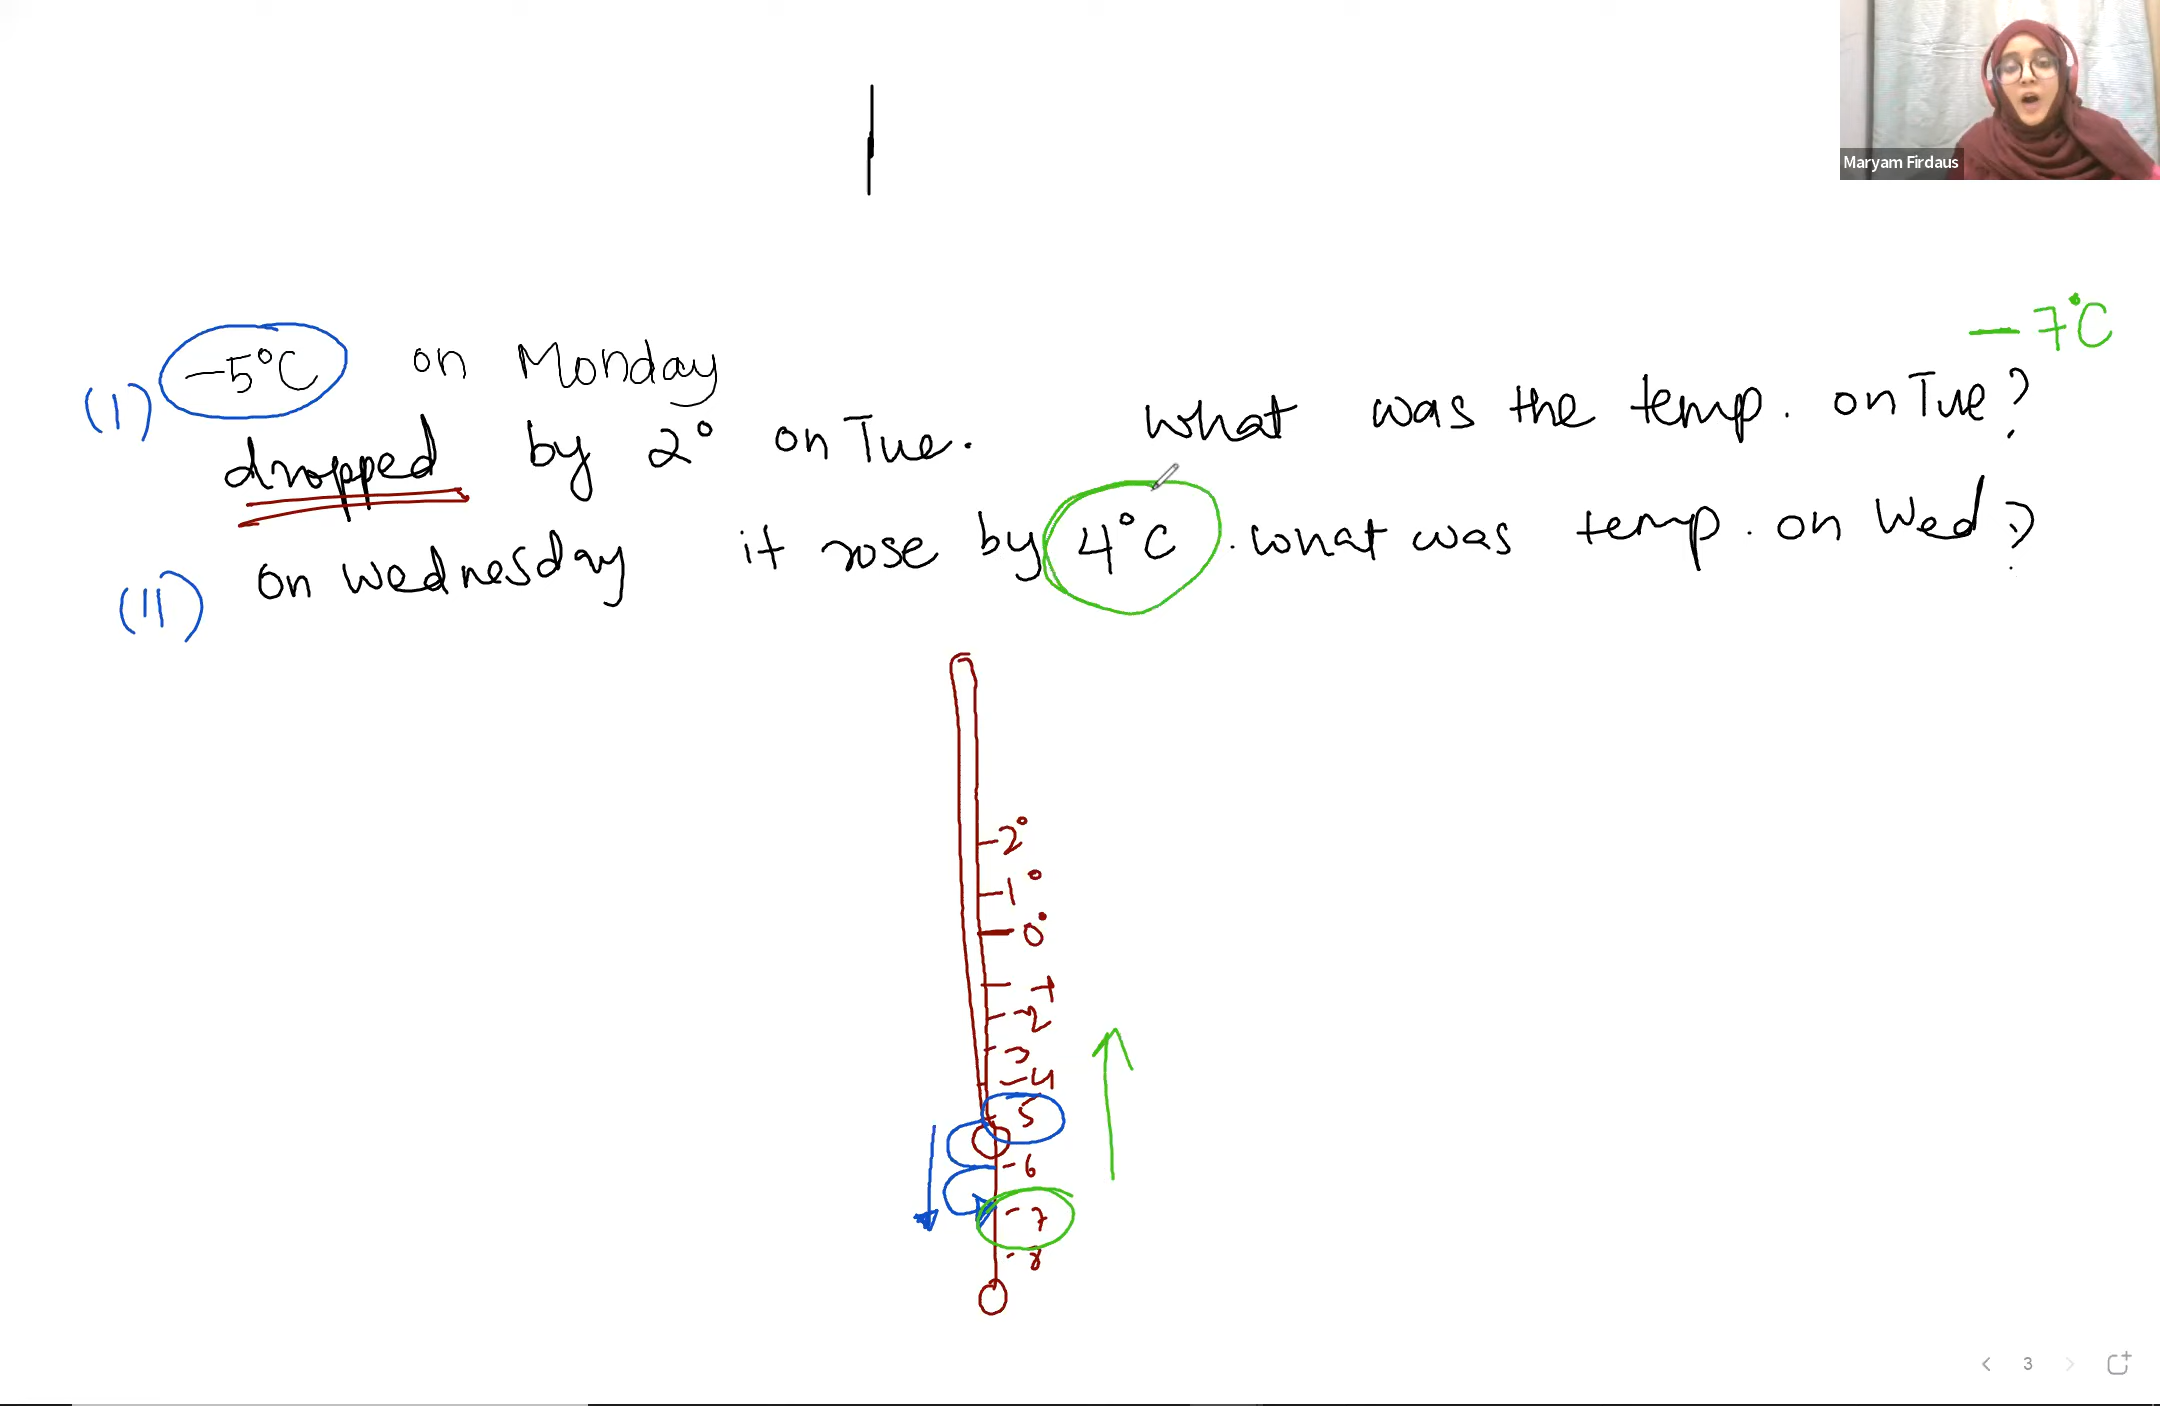 Maryam Firdaus
-7°C
(I) -5°C on Monday
dropped by 2° on Tue. What was the temp. on Tue?
(II) on Wednesday it rose by 4°C. What was temp. on Wed?
2°
1°
0°
-1
-2
-3
-4
-5
-6
-7
-8
3